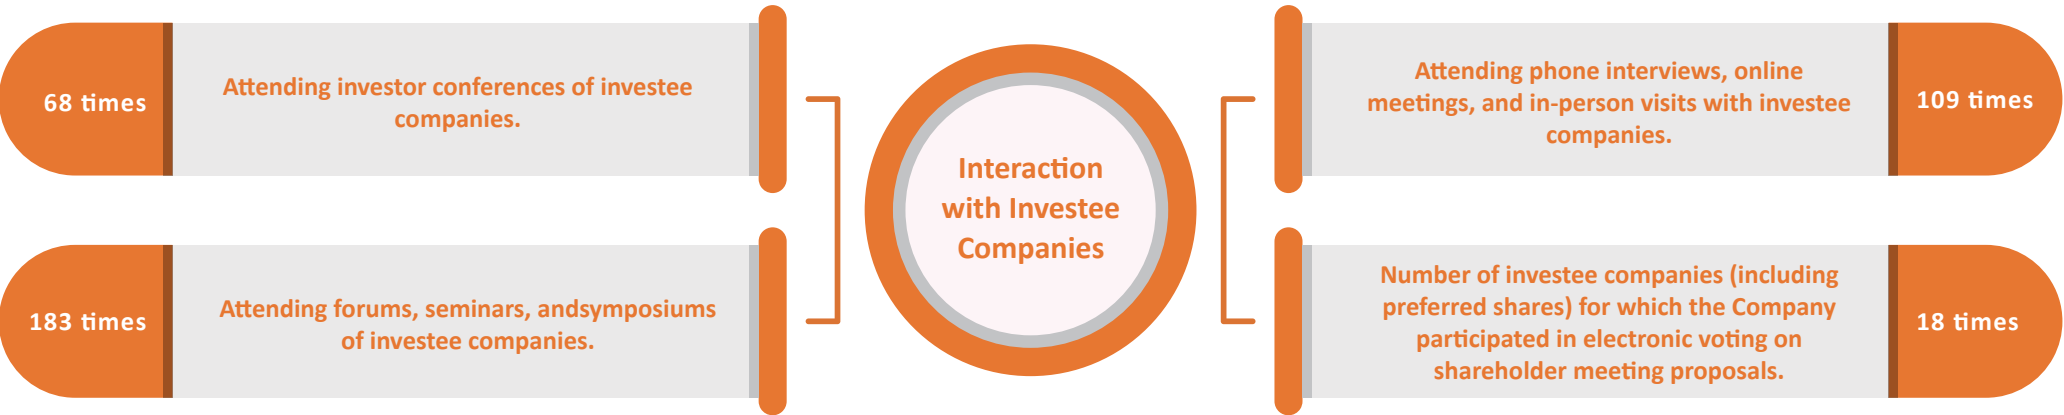 68 times
Attending investor conferences of investee
companies.
183 times
Attending forums, seminars, andsymposiums
of investee companies.
Interaction
with Investee
Companies
Attending phone interviews, online
meetings, and in-person visits with investee
companies.
109 times
Number of investee companies (including
preferred shares) for which the Company
participated in electronic voting on
shareholder meeting proposals.
18 times